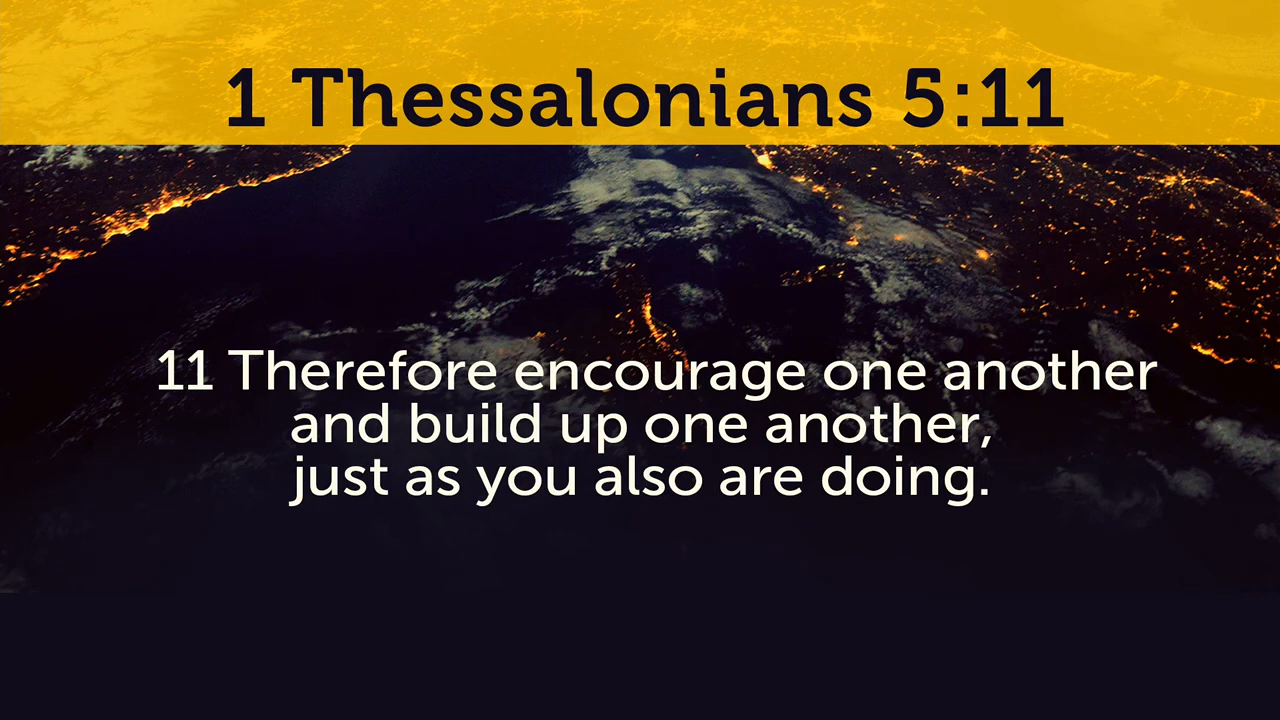 1 Thessalonians 5:11
11 Therefore encourage one another
and build up one another,
just as you also are doing.